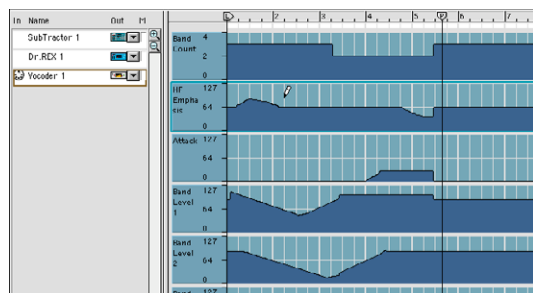 In Name Out M
SubTractor 1
Dr.REX 1
Vocoder 1
1 2 3 4 5 6 7
Band Count 4
2
HF Emphasis 127
64
0
Attack 127
64
0
Band Level 1 127
64
0
Band Level 2 127
64
0